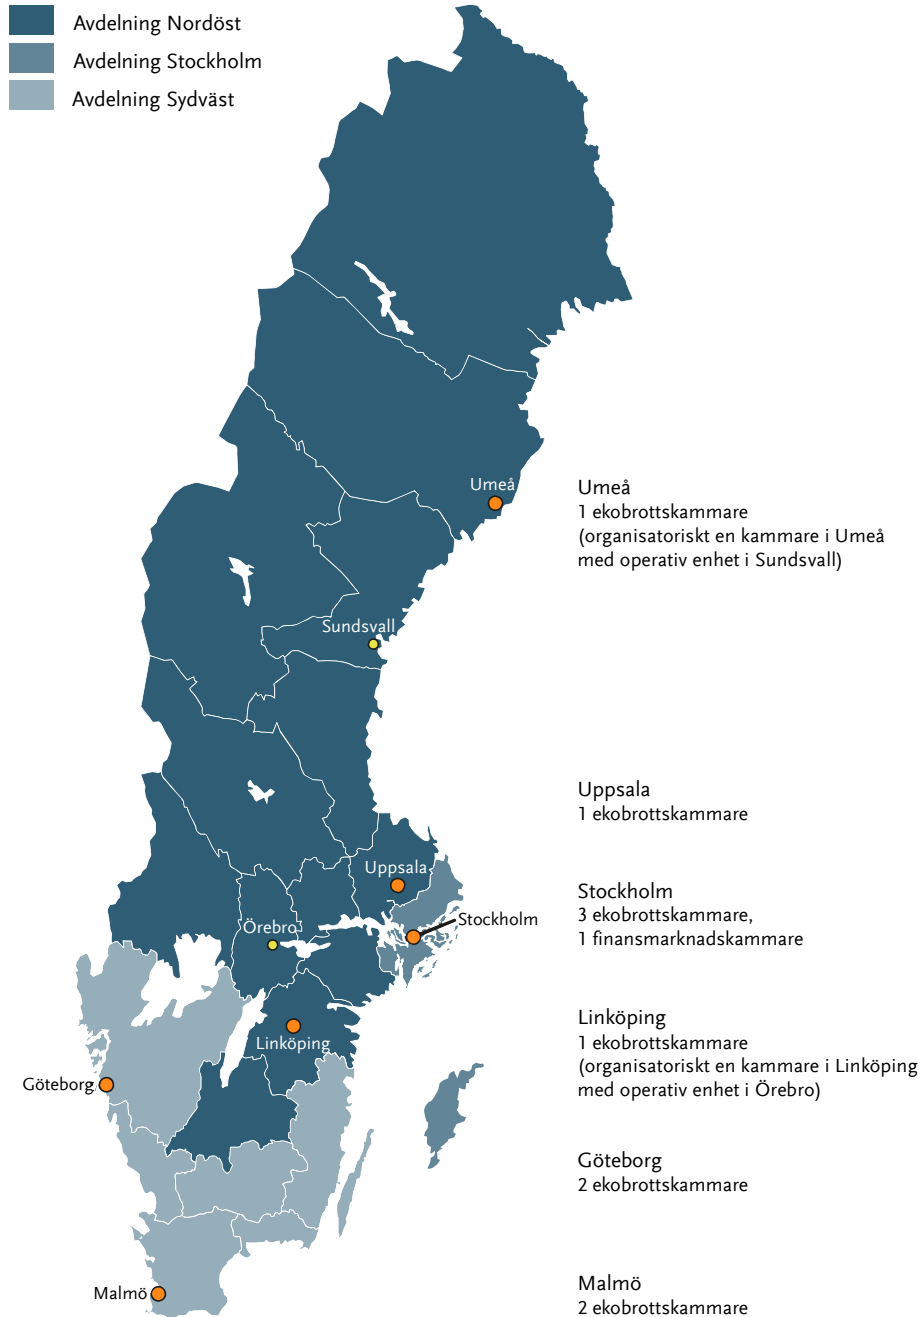 Avdelning Nordöst
Avdelning Stockholm
Avdelning Sydväst
Umeå
Umeå
1 ekobrottskammare
(organisatoriskt en kammare i Umeå
med operativ enhet i Sundsvall)
Sundsvall
Uppsala
1 ekobrottskammare
Uppsala
Stockholm
3 ekobrottskammare,
1 finansmarknadskammare
Stockholm
Örebro
Linköping
1 ekobrottskammare
(organisatoriskt en kammare i Linköping
med operativ enhet i Örebro)
Linköping
Göteborg
Göteborg
2 ekobrottskammare
Malmö
Malmö
2 ekobrottskammare